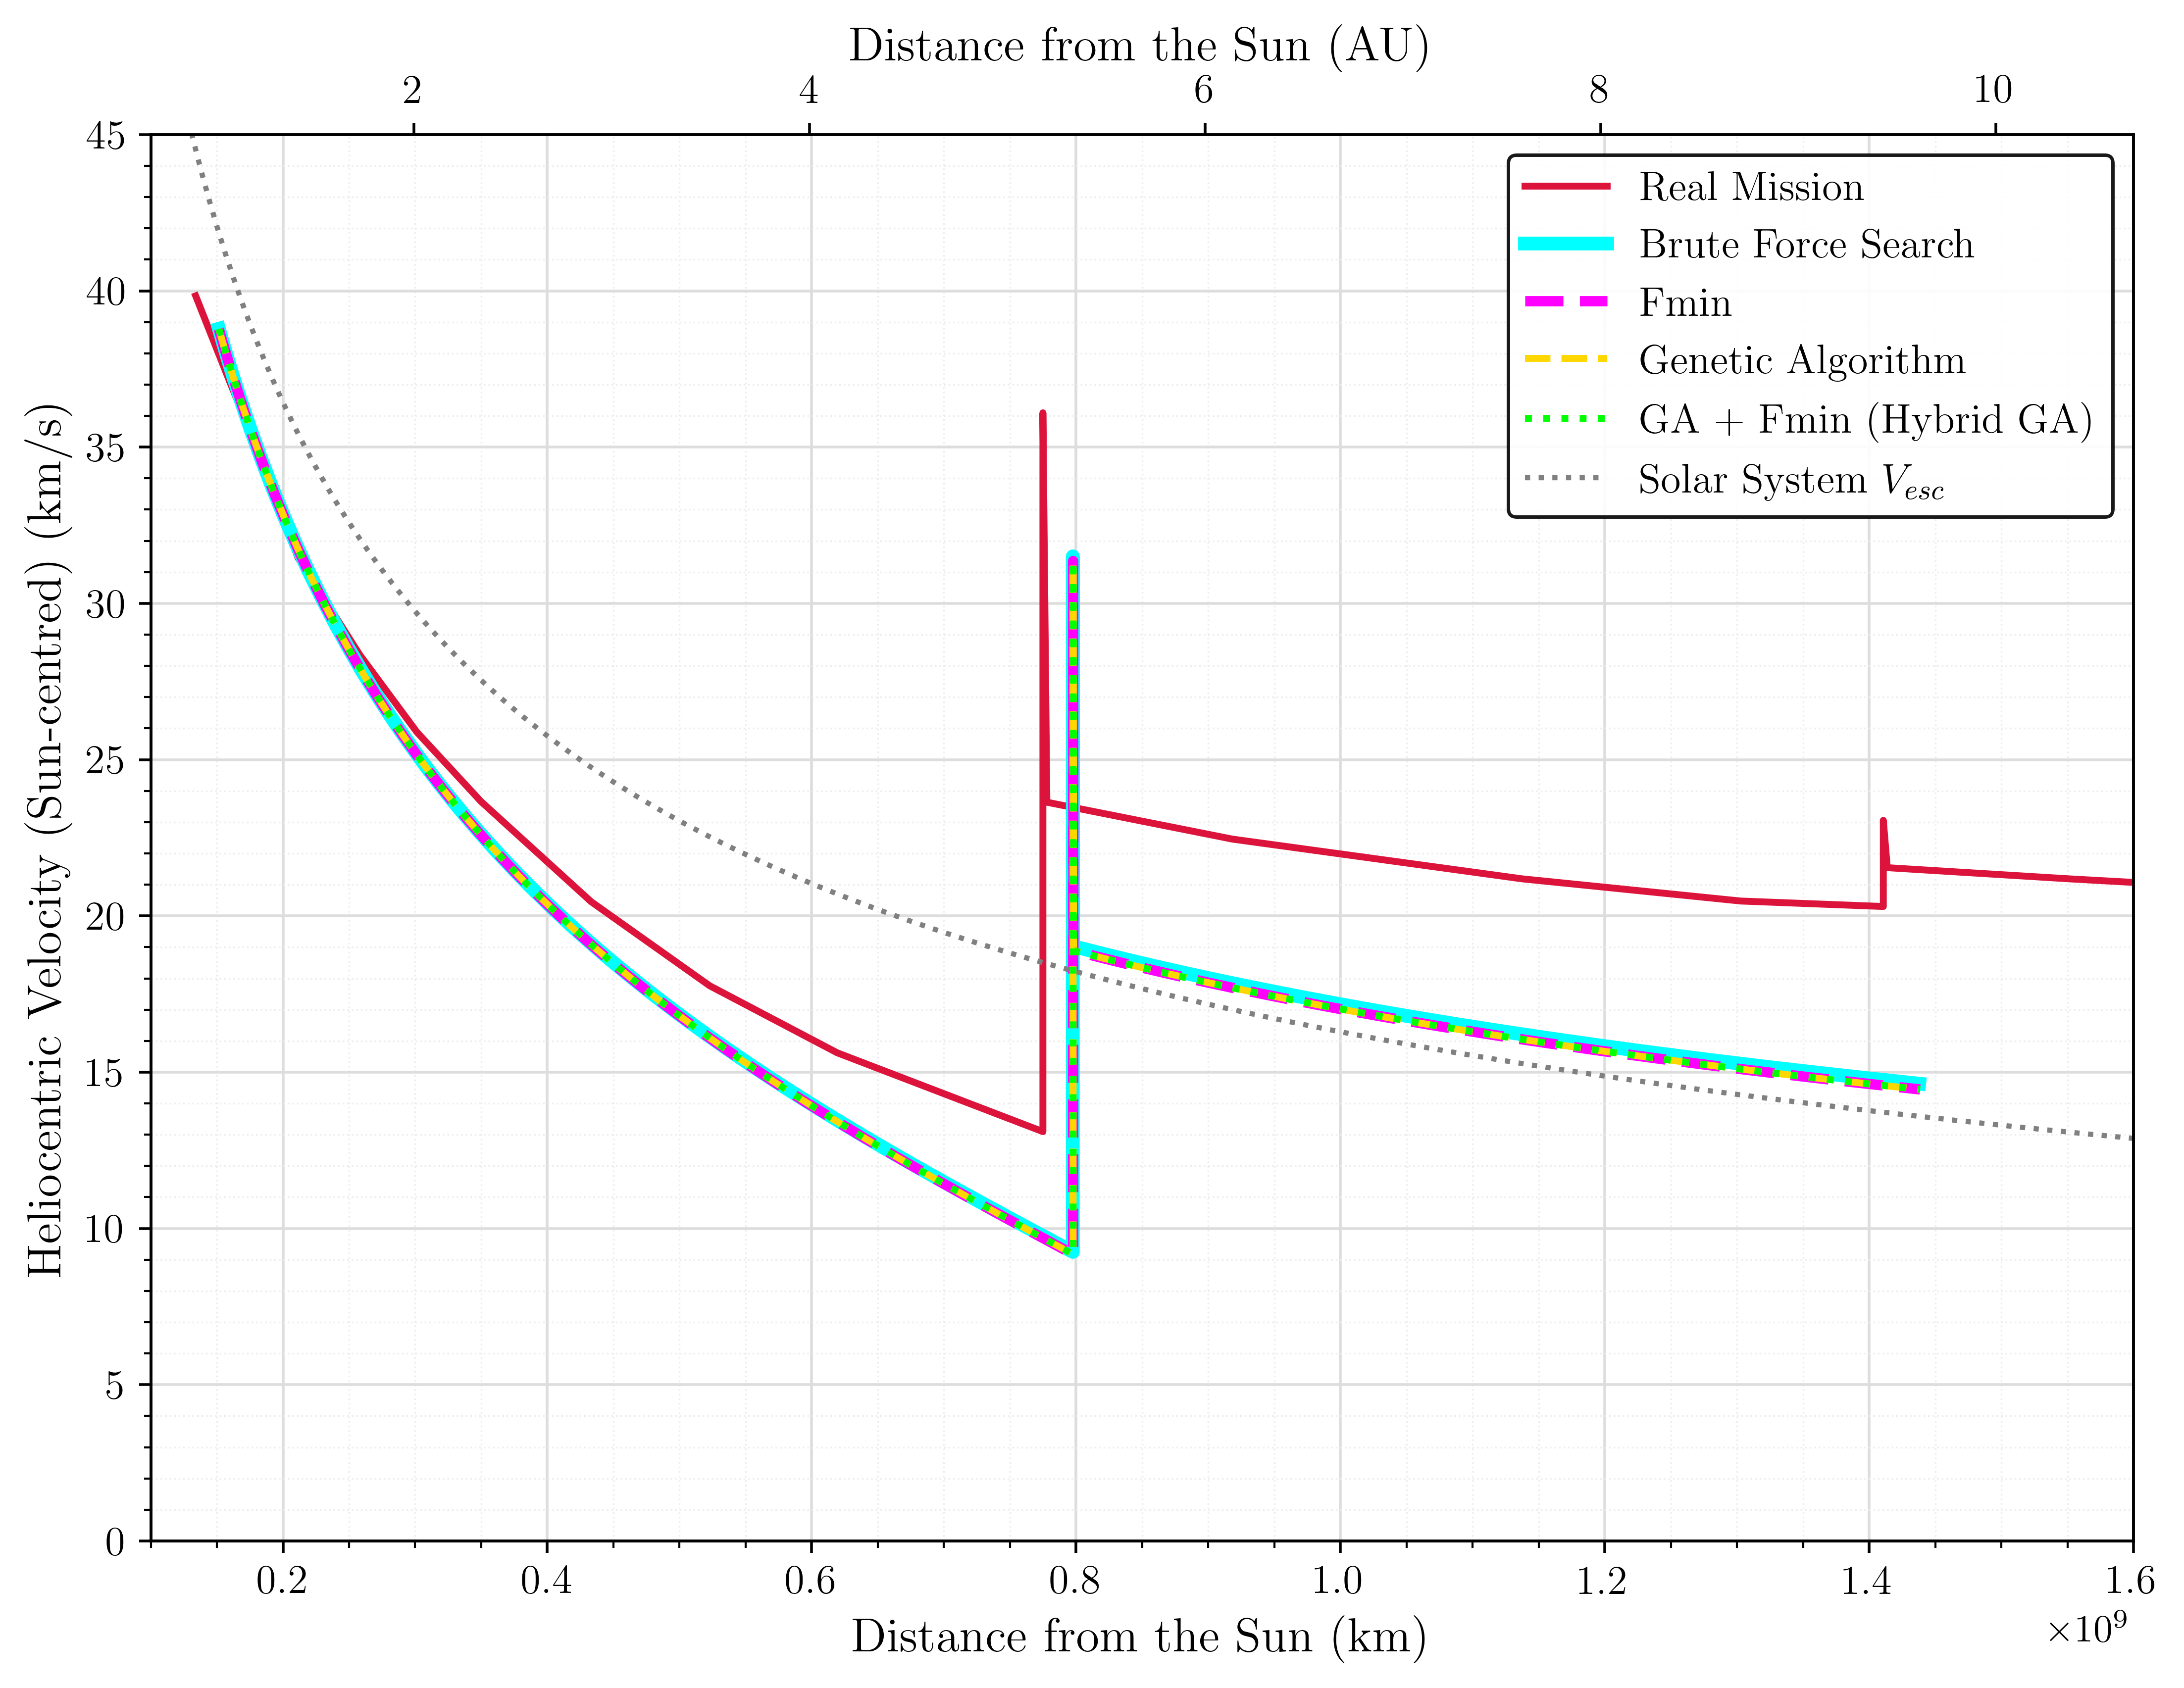 Distance from the Sun (AU)
2 4 6 8 10
45
40
35
30
25
20
15
10
5
0
Heliocentric Velocity (Sun-centred) (km/s)
Real Mission
Brute Force Search
Fmin
Genetic Algorithm
GA + Fmin (Hybrid GA)
Solar System $V_{esc}$
0.2 0.4 0.6 0.8 1.0 1.2 1.4 1.6
Distance from the Sun (km)
×10⁹